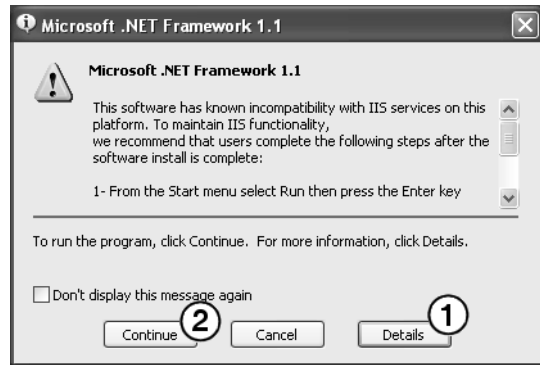 Microsoft .NET Framework 1.1
Microsoft .NET Framework 1.1
This software has known incompatibility with IIS services on this
platform. To maintain IIS functionality,
we recommend that users complete the following steps after the
software install is complete:
1- From the Start menu select Run then press the Enter key
To run the program, click Continue. For more information, click Details.
Don't display this message again
Continue 2 Cancel Details 1